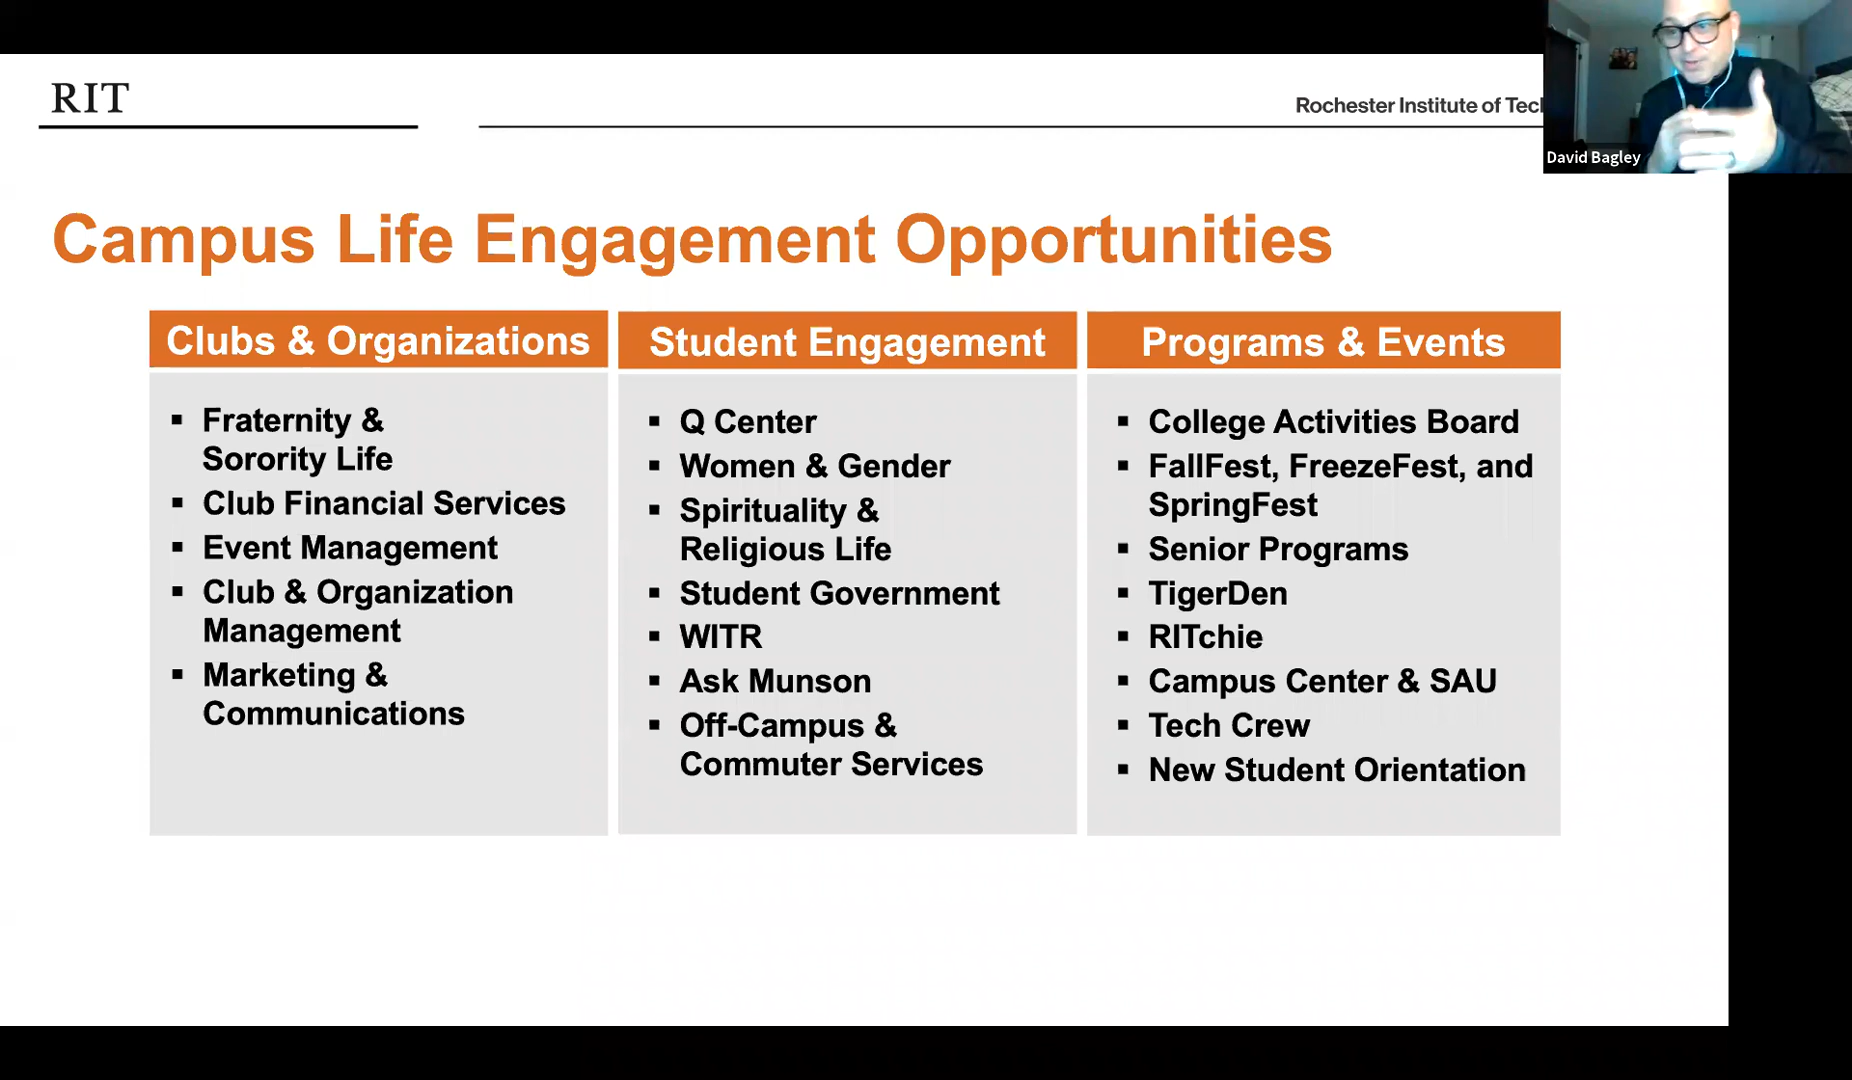 RIT
Rochester Institute of Tec
David Bagley
Campus Life Engagement Opportunities
Clubs & Organizations
▪ Fraternity &
Sorority Life
▪ Club Financial Services
▪ Event Management
▪ Club & Organization
Management
▪ Marketing &
Communications
Student Engagement
▪ Q Center
▪ Women & Gender
▪ Spirituality &
Religious Life
▪ Student Government
▪ WITR
▪ Ask Munson
▪ Off-Campus &
Commuter Services
Programs & Events
▪ College Activities Board
▪ FallFest, FreezeFest, and
SpringFest
▪ Senior Programs
▪ TigerDen
▪ RITchie
▪ Campus Center & SAU
▪ Tech Crew
▪ New Student Orientation